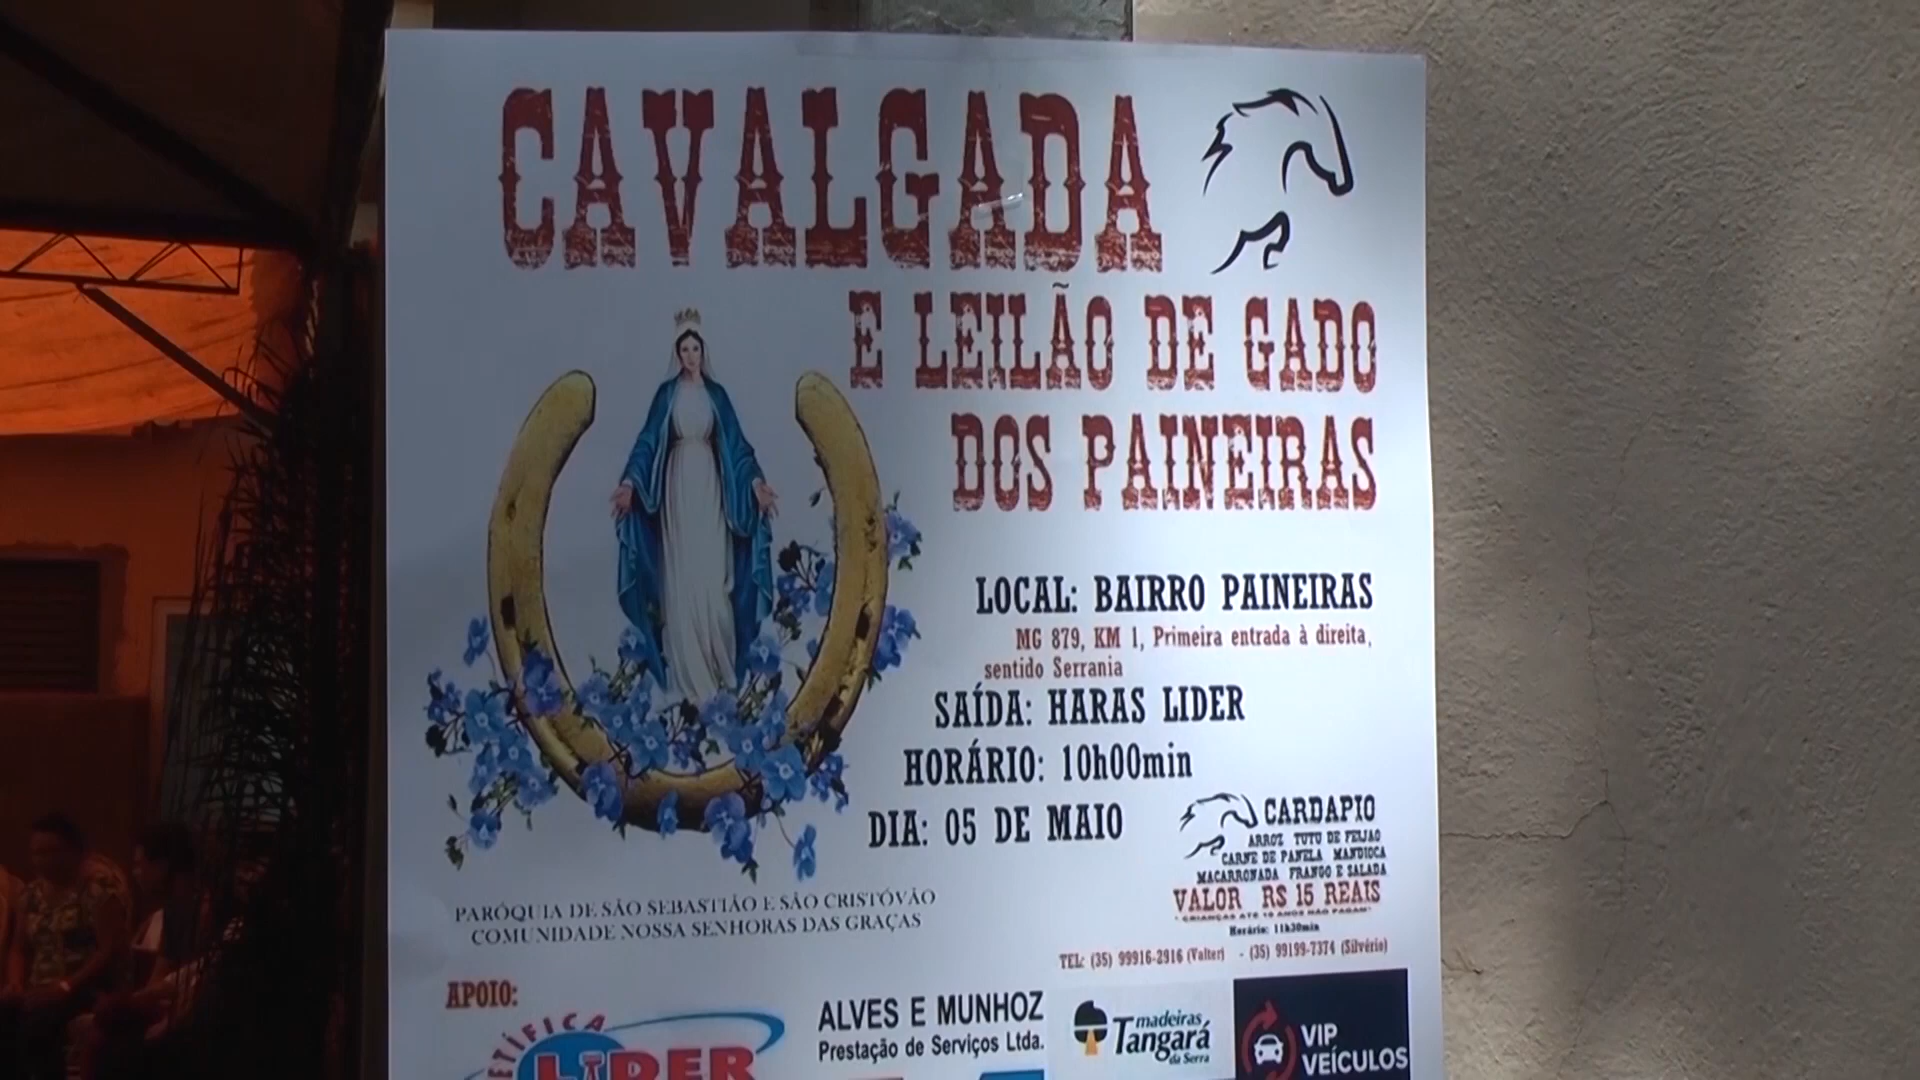 CAVALGADA
E LEILÃO DE GADO
DOS PAINEIRAS
LOCAL: BAIRRO PAINEIRAS
MG 879, KM 1, Primeira entrada à direita,
sentido Serrania
SAÍDA: HARAS LIDER
HORÁRIO: 10h00min
DIA: 05 DE MAIO
CARDAPIO
ARROZ TUTU DE FEIJAO
CARNE DE PANELA MANDIOCA
MACARRONADA FRANGO E SALADA
VALOR R$ 15 REAIS
" CRIANÇAS ATÉ 10 ANOS NAO PAGAM"
Horário: 11h30min
PARÓQUIA DE SÃO SEBASTIÃO E SÃO CRISTÓVÃO
COMUNIDADE NOSSA SENHORAS DAS GRAÇAS
TEL: (35) 99916-2916 (Valter) - (35) 99199-7374 (Silvério)
APOIO:
ETÍFICA
LIDER
ALVES E MUNHOZ
Prestação de Serviços Ltda.
madeiras
Tangará
da Serra
VIP
VEÍCULOS